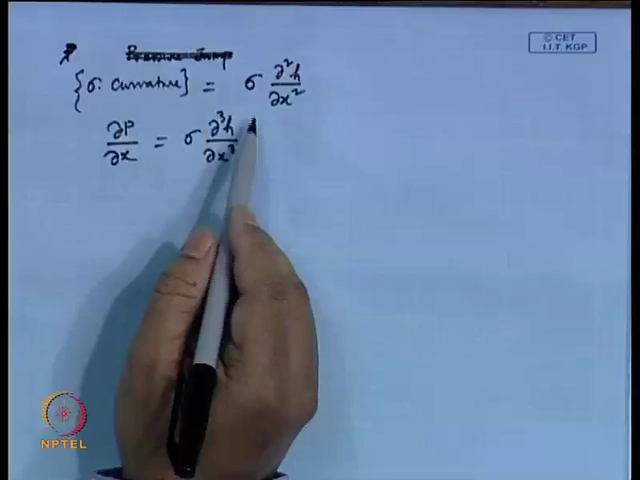 © CET
I.I.T. KGP
{σ. Curvature} = σ ∂²h/∂x²
∂P/∂x = σ ∂³h/∂x³
NPTEL